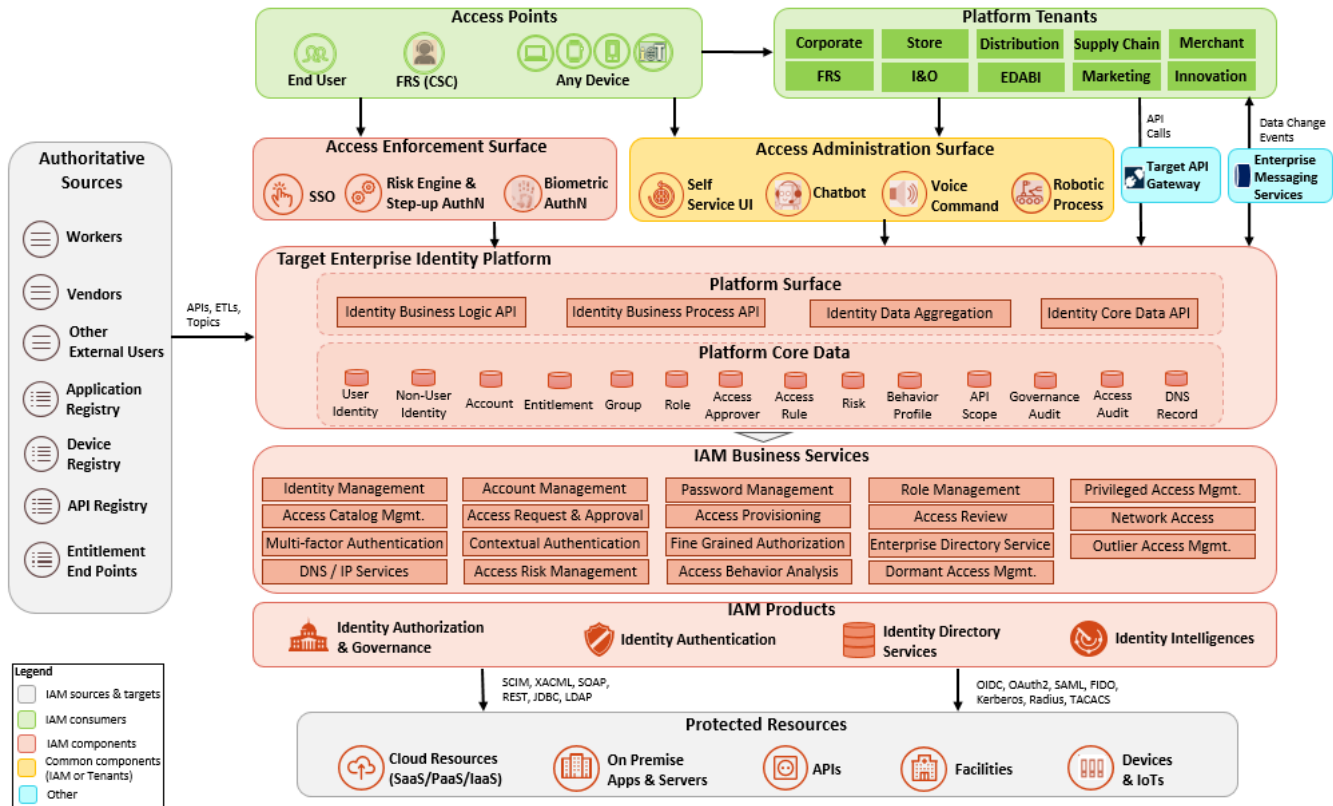 Access Points
End User
FRS (CSC)
Any Device
IoT
Platform Tenants
Corporate
Store
Distribution
Supply Chain
Merchant
FRS
I&O
EDABI
Marketing
Innovation
API
Calls
Data Change
Events
Authoritative
Sources
Workers
Vendors
Other
External Users
Application
Registry
Device
Registry
API Registry
Entitlement
End Points
APIs, ETLs,
Topics
Access Enforcement Surface
SSO
Risk Engine &
Step-up AuthN
Biometric
AuthN
Access Administration Surface
Self
Service UI
Chatbot
Voice
Command
Robotic
Process
Target API
Gateway
Enterprise
Messaging
Services
Target Enterprise Identity Platform
Platform Surface
Identity Business Logic API
Identity Business Process API
Identity Data Aggregation
Identity Core Data API
Platform Core Data
User
Identity
Non-User
Identity
Account
Entitlement
Group
Role
Access
Approver
Access
Rule
Risk
Behavior
Profile
API
Scope
Governance
Audit
Access
Audit
DNS
Record
IAM Business Services
Identity Management
Account Management
Password Management
Role Management
Privileged Access Mgmt.
Access Catalog Mgmt.
Access Request & Approval
Access Provisioning
Access Review
Network Access
Multi-factor Authentication
Contextual Authentication
Fine Grained Authorization
Enterprise Directory Service
Outlier Access Mgmt.
DNS / IP Services
Access Risk Management
Access Behavior Analysis
Dormant Access Mgmt.
IAM Products
Identity Authorization
& Governance
Identity Authentication
Identity Directory
Services
Identity Intelligences
SCIM, XACML, SOAP,
REST, JDBC, LDAP
OIDC, OAuth2, SAML, FIDO,
Kerberos, Radius, TACACS
Protected Resources
Cloud Resources
(SaaS/PaaS/IaaS)
On Premise
Apps & Servers
APIs
Facilities
Devices
& IoTs
Legend
IAM sources & targets
IAM consumers
IAM components
Common components
(IAM or Tenants)
Other